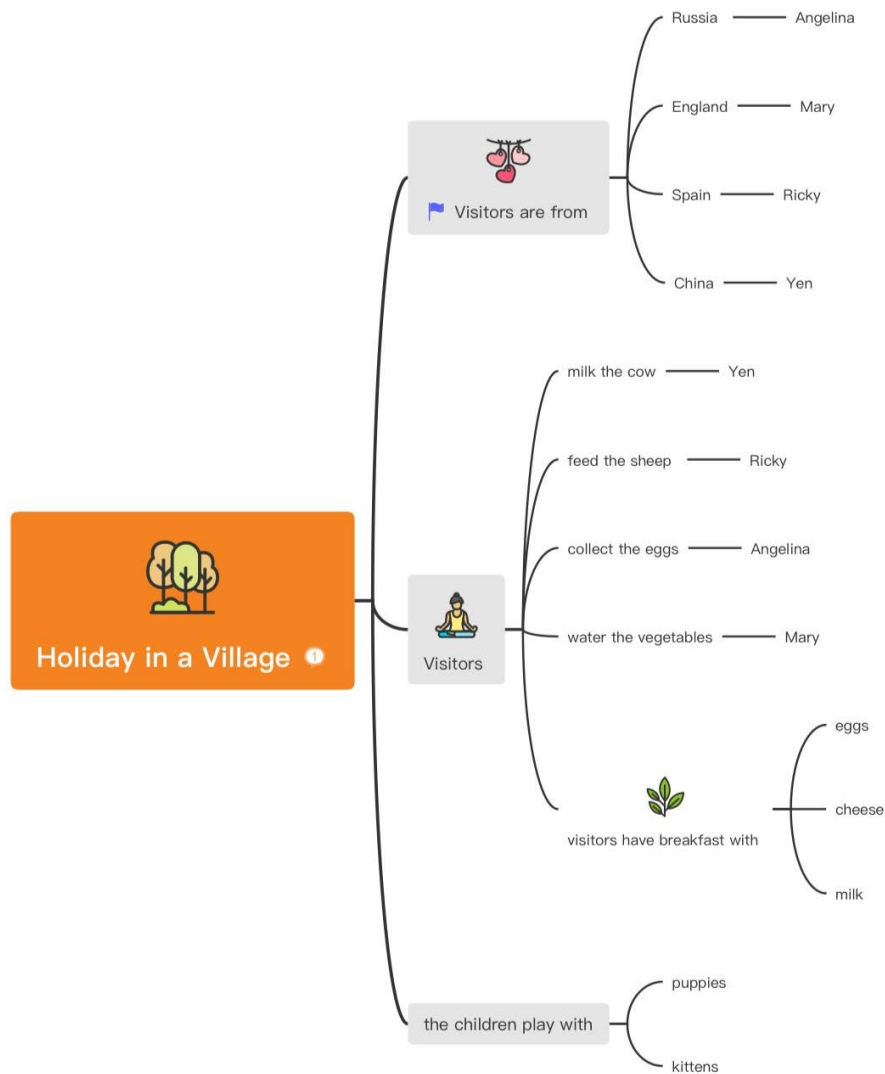 Holiday in a Village 1
Visitors are from
Russia
Angelina
England
Mary
Spain
Ricky
China
Yen
Visitors
milk the cow
Yen
feed the sheep
Ricky
collect the eggs
Angelina
water the vegetables
Mary
visitors have breakfast with
eggs
cheese
milk
the children play with
puppies
kittens